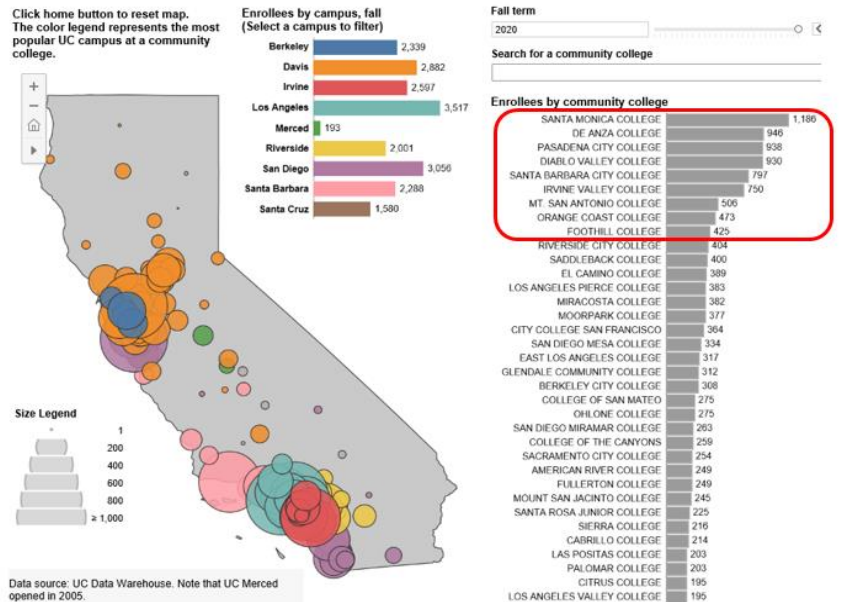 Click home button to reset map.
The color legend represents the most
popular UC campus at a community
college.
Enrollees by campus, fall
(Select a campus to filter)
Berkeley 2,339
Davis 2,882
Irvine 2,597
Los Angeles 3,517
Merced 193
Riverside 2,001
San Diego 3,056
Santa Barbara 2,288
Santa Cruz 1,580
Size Legend
1
200
400
600
800
≥ 1,000
Data source: UC Data Warehouse. Note that UC Merced
opened in 2005.
Fall term
2020
Search for a community college
Enrollees by community college
SANTA MONICA COLLEGE 1,186
DE ANZA COLLEGE 946
PASADENA CITY COLLEGE 938
DIABLO VALLEY COLLEGE 930
SANTA BARBARA CITY COLLEGE 797
IRVINE VALLEY COLLEGE 750
MT. SAN ANTONIO COLLEGE 506
ORANGE COAST COLLEGE 473
FOOTHILL COLLEGE 425
RIVERSIDE CITY COLLEGE 404
SADDLEBACK COLLEGE 400
EL CAMINO COLLEGE 389
LOS ANGELES PIERCE COLLEGE 383
MIRACOSTA COLLEGE 382
MOORPARK COLLEGE 377
CITY COLLEGE SAN FRANCISCO 364
SAN DIEGO MESA COLLEGE 334
EAST LOS ANGELES COLLEGE 317
GLENDALE COMMUNITY COLLEGE 312
BERKELEY CITY COLLEGE 308
COLLEGE OF SAN MATEO 275
OHLONE COLLEGE 275
SAN DIEGO MIRAMAR COLLEGE 263
COLLEGE OF THE CANYONS 259
SACRAMENTO CITY COLLEGE 254
AMERICAN RIVER COLLEGE 249
FULLERTON COLLEGE 249
MOUNT SAN JACINTO COLLEGE 245
SANTA ROSA JUNIOR COLLEGE 225
SIERRA COLLEGE 216
CABRILLO COLLEGE 214
LAS POSITAS COLLEGE 203
PALOMAR COLLEGE 203
CITRUS COLLEGE 195
LOS ANGELES VALLEY COLLEGE 195